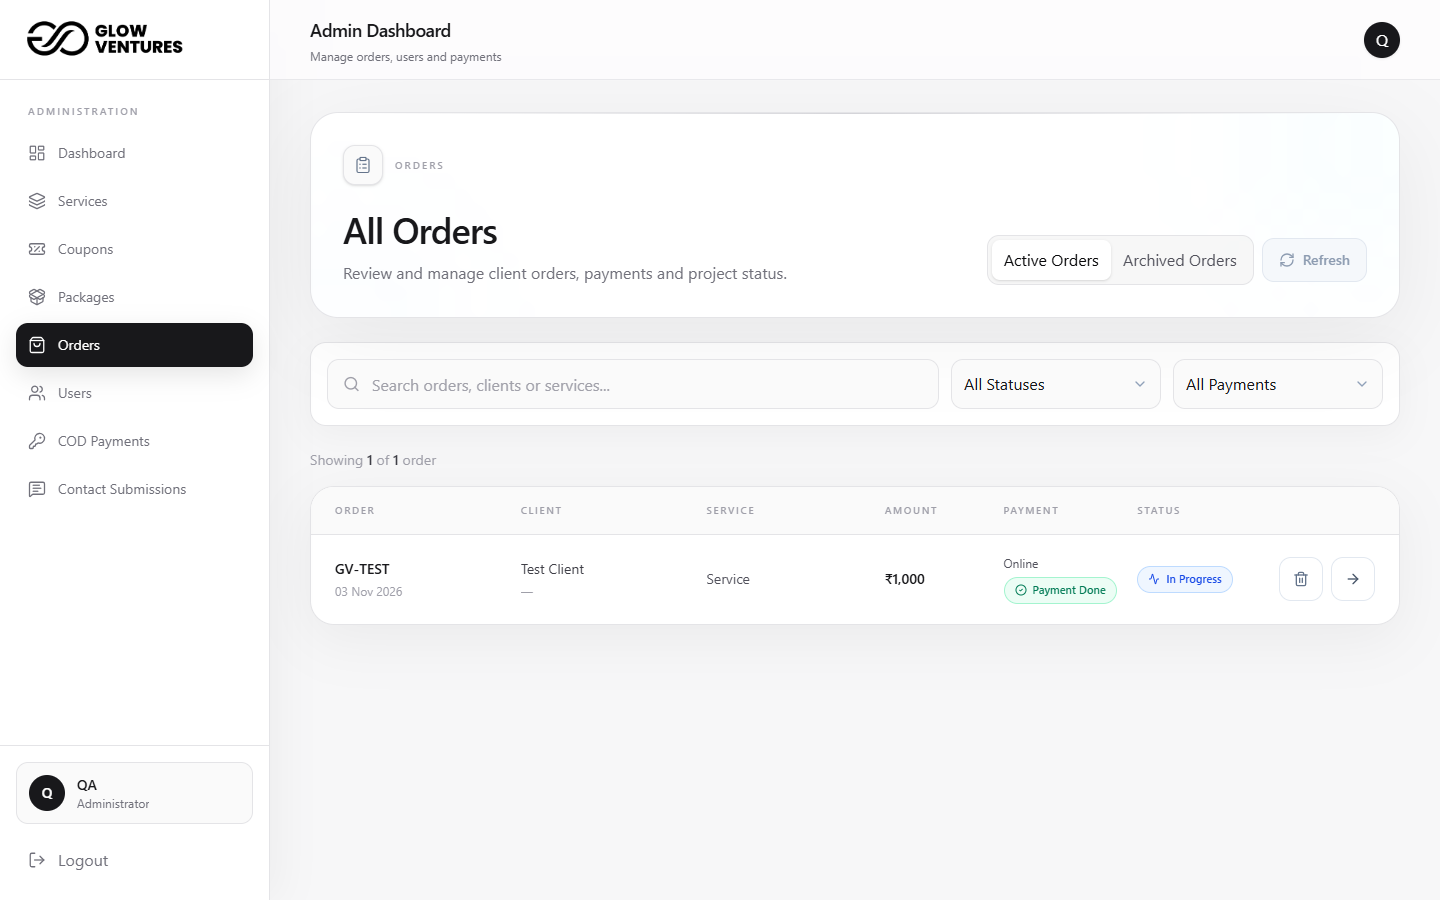 GLOW
VENTURES
Admin Dashboard
Manage orders, users and payments
Q
ADMINISTRATION
Dashboard
Services
Coupons
Packages
Orders
Users
COD Payments
Contact Submissions
Q
QA
Administrator
Logout
ORDERS
All Orders
Review and manage client orders, payments and project status.
Active Orders
Archived Orders
Refresh
Search orders, clients or services...
All Statuses
All Payments
Showing 1 of 1 order
ORDER CLIENT SERVICE AMOUNT PAYMENT STATUS
GV-TEST
03 Nov 2026
Test Client
—
Service
₹1,000
Online
Payment Done
In Progress